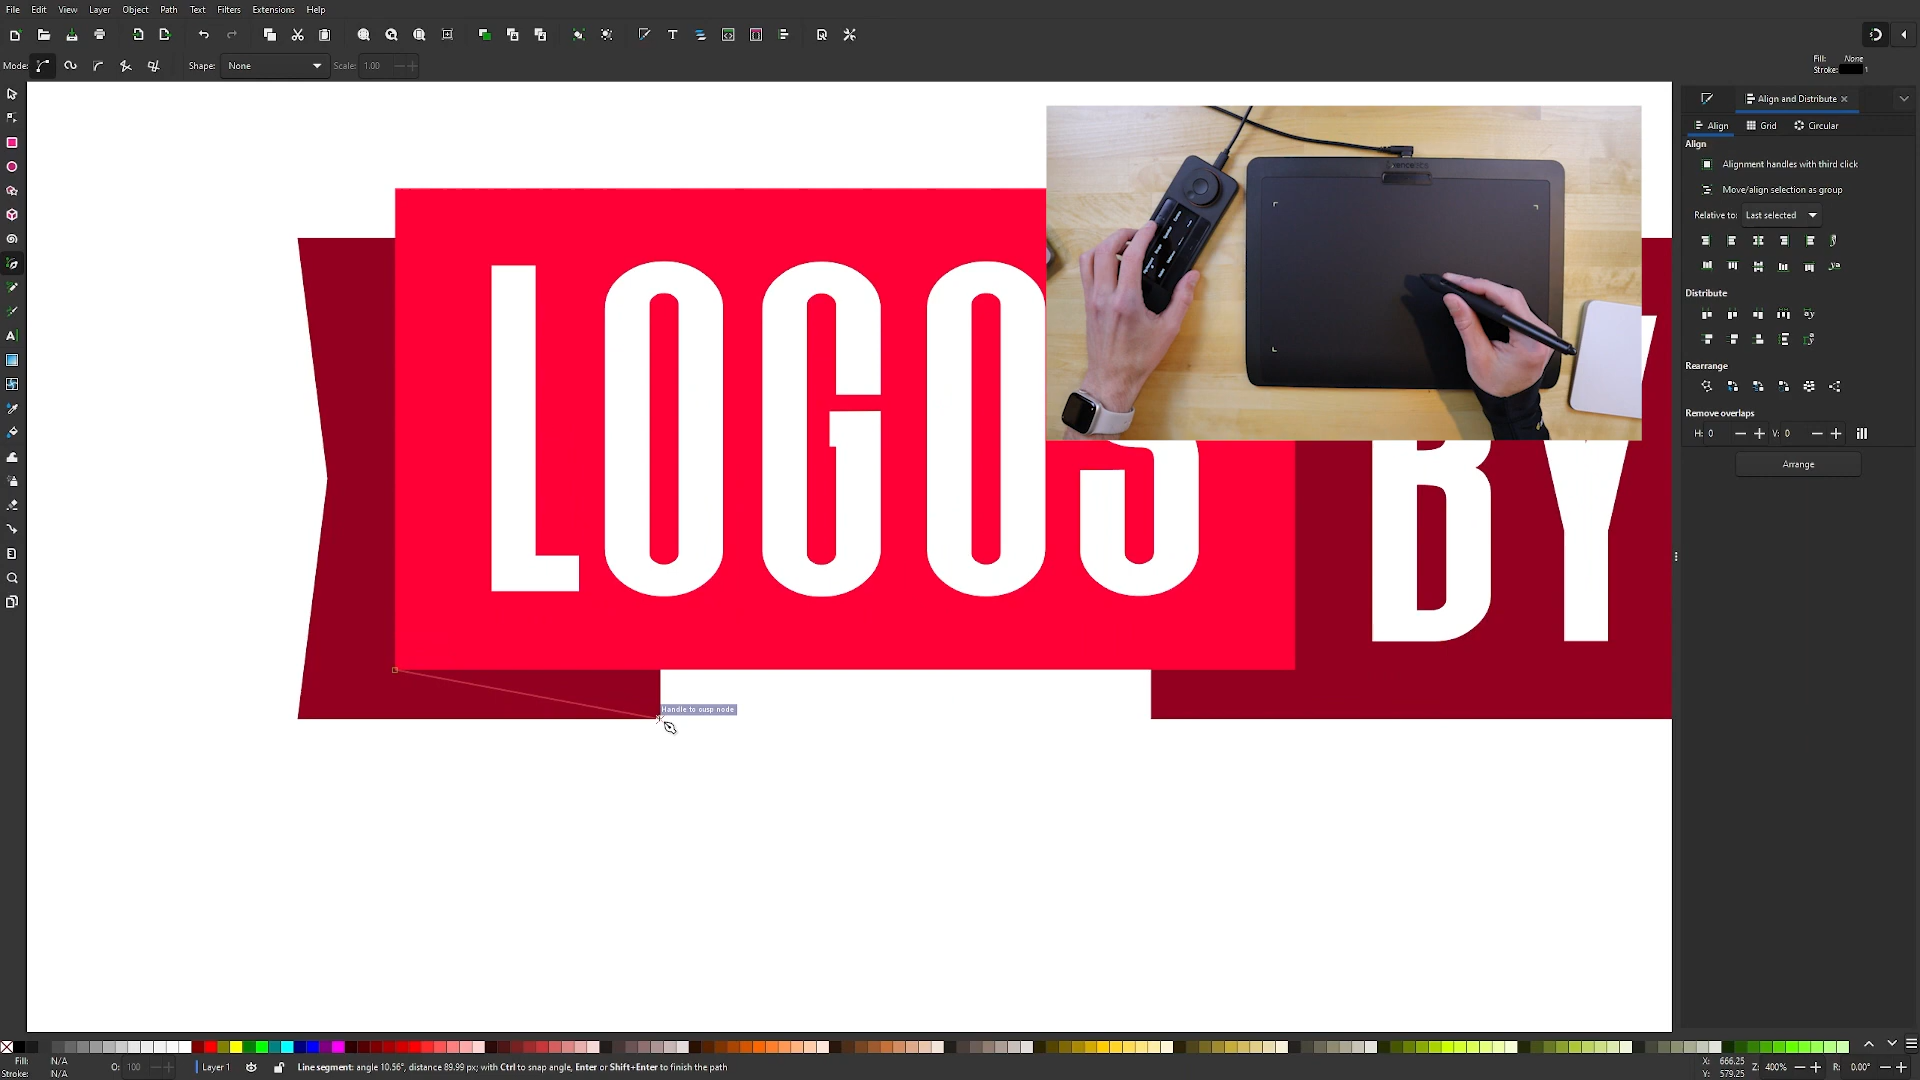 File Edit View Layer Object Path Text Filters Extensions Help
Mode: Shape: None Scale: 1.00
Fill: None
Stroke: 1
Align and Distribute
Align Grid Circular
Align
Alignment handles with third click
Move/align selection as group
Relative to: Last selected
Distribute
Rearrange
Remove overlaps
H: 0 V: 0
Arrange
LOGOS
BY
Handle to cusp node
Fill: N/A
Stroke: N/A
O: 100
Layer 1
Line segment: angle 10.56°, distance 89.99 px; with Ctrl to snap angle, Enter or Shift+Enter to finish the path
X: 666.25
Y: 579.25
Z: 400%
R: 0.00°